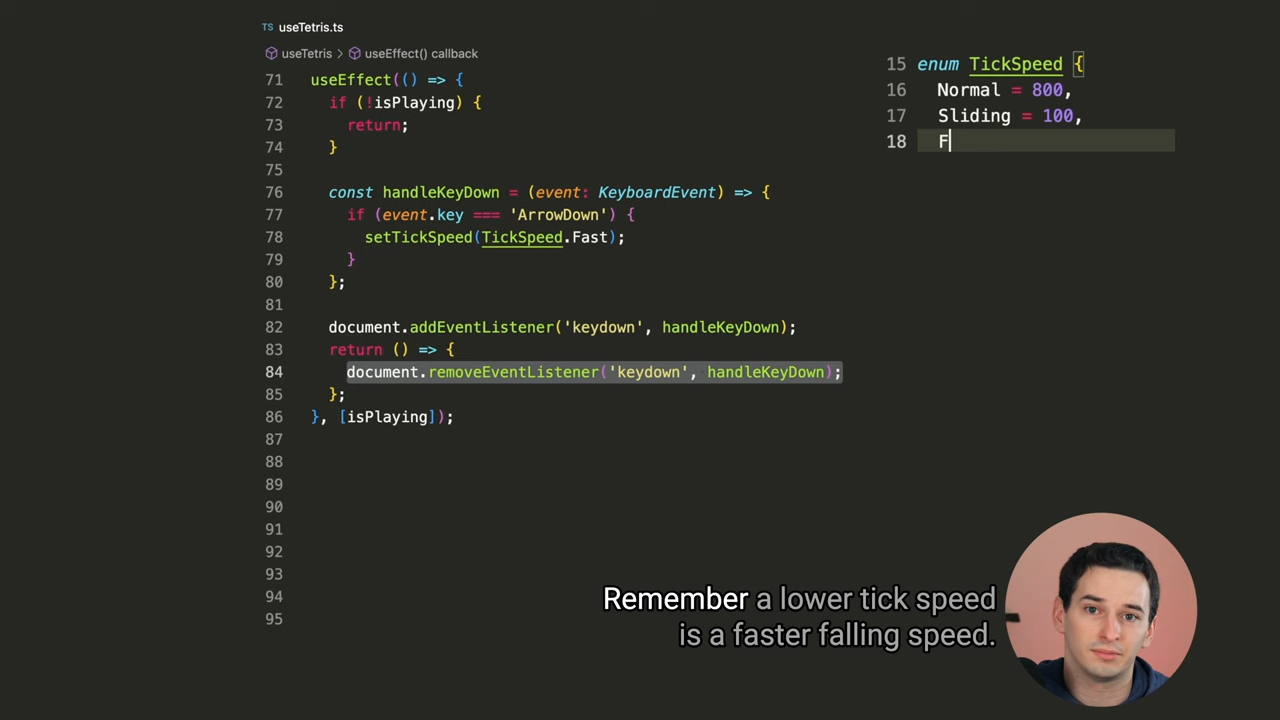 TS useTetris.ts
useTetris > useEffect() callback
71 useEffect(() => {
72 if (!isPlaying) {
73 return;
74 }
75
76 const handleKeyDown = (event: KeyboardEvent) => {
77 if (event.key === 'ArrowDown') {
78 setTickSpeed(TickSpeed.Fast);
79 }
80 };
81
82 document.addEventListener('keydown', handleKeyDown);
83 return () => {
84 document.removeEventListener('keydown', handleKeyDown);
85 };
86 }, [isPlaying]);
87
88
89
90
91
92
93
94
95
15 enum TickSpeed {
16 Normal = 800,
17 Sliding = 100,
18 F
Remember a lower tick speed
is a faster falling speed.